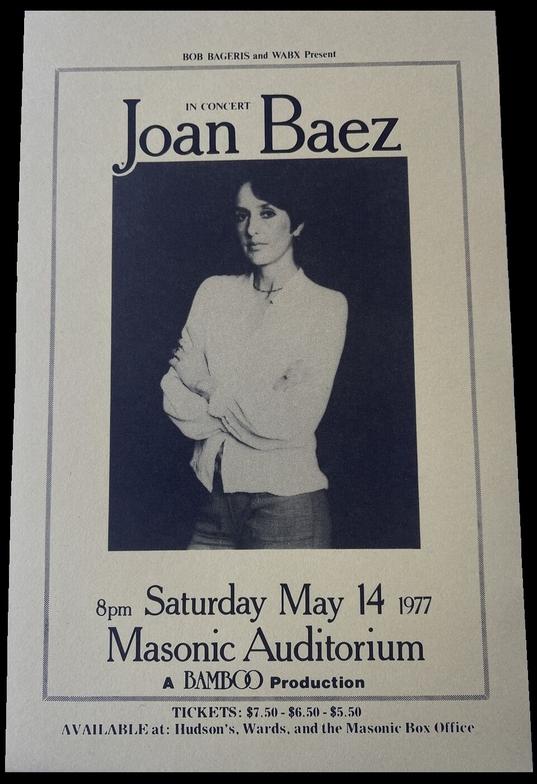 BOB BAGERIS and WABX Present
IN CONCERT
Joan Baez
8pm Saturday May 14 1977
Masonic Auditorium
A BAMBOO Production
TICKETS: $7.50 - $6.50 - $5.50
AVAILABLE at: Hudson's, Wards, and the Masonic Box Office